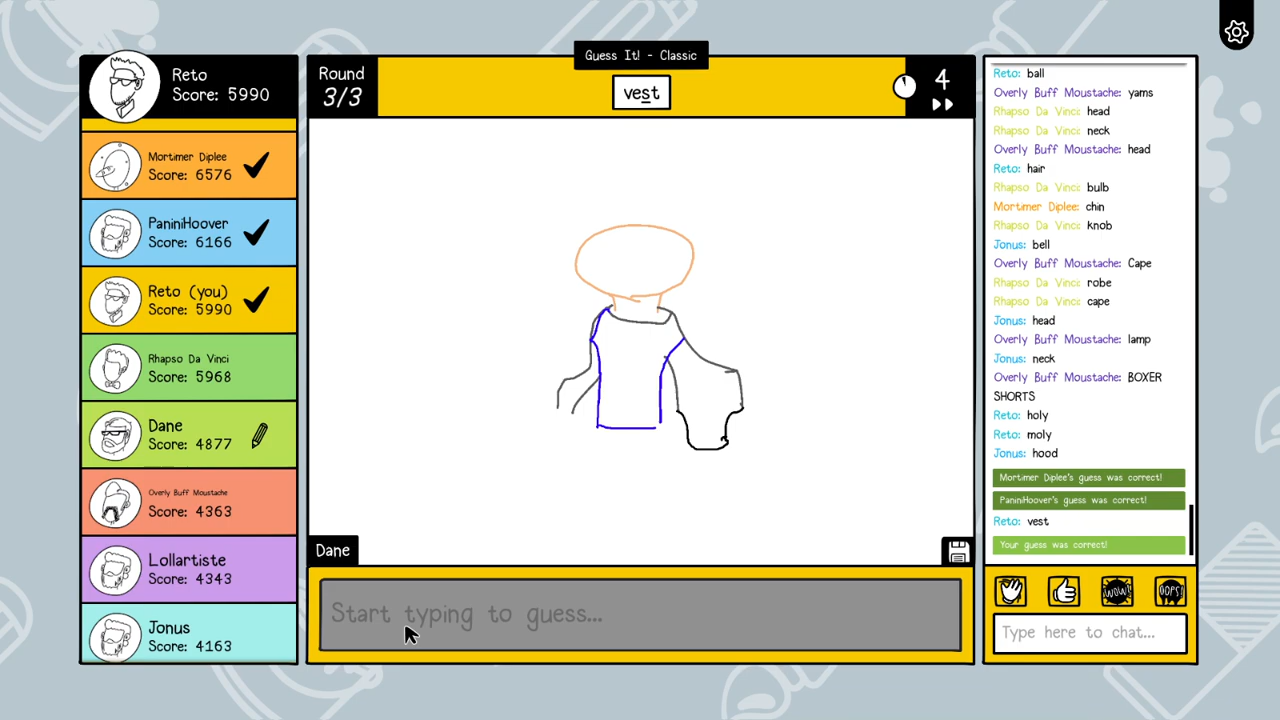 Guess It! - Classic
Reto
Score: 5990
Round
3/3
vest
4
Mortimer Diplee
Score: 6576
PaniniHoover
Score: 6166
Reto (you)
Score: 5990
Rhapso Da Vinci
Score: 5968
Dane
Score: 4877
Overly Buff Moustache
Score: 4363
Lollartiste
Score: 4343
Jonus
Score: 4163
Dane
Start typing to guess...
Reto: ball
Overly Buff Moustache: yams
Rhapso Da Vinci: head
Rhapso Da Vinci: neck
Overly Buff Moustache: head
Reto: hair
Rhapso Da Vinci: bulb
Mortimer Diplee: chin
Rhapso Da Vinci: knob
Jonus: bell
Overly Buff Moustache: Cape
Rhapso Da Vinci: robe
Rhapso Da Vinci: cape
Jonus: head
Overly Buff Moustache: lamp
Jonus: neck
Overly Buff Moustache: BOXER
SHORTS
Reto: holy
Reto: moly
Jonus: hood
Mortimer Diplee's guess was correct!
PaniniHoover's guess was correct!
Reto: vest
Your guess was correct!
WOW!
OOPS!
Type here to chat...